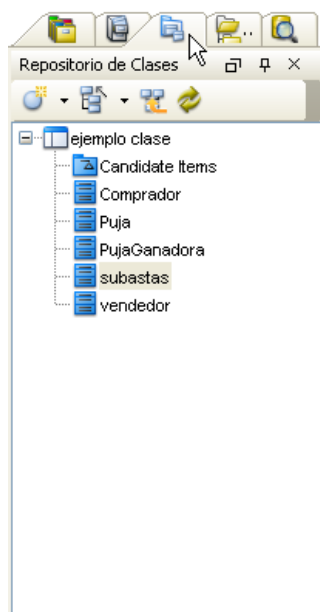 Repositorio de Clases
ejemplo clase
Candidate Items
Comprador
Puja
PujaGanadora
subastas
vendedor